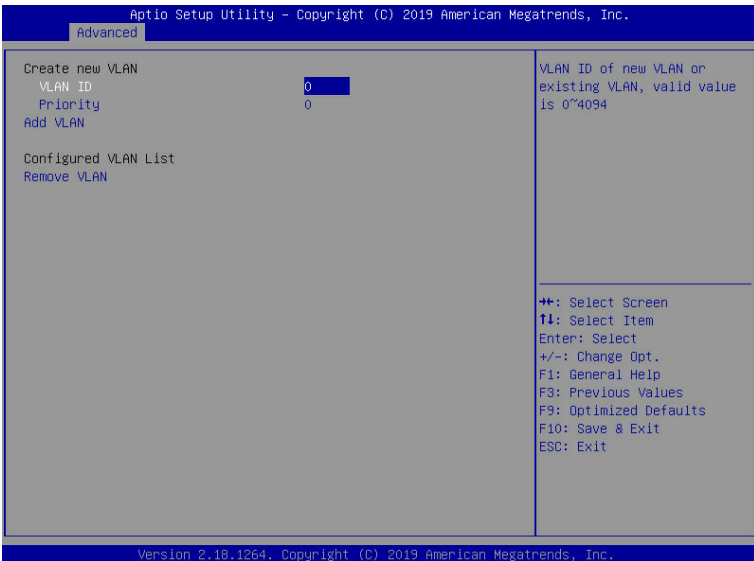 Aptio Setup Utility – Copyright (C) 2019 American Megatrends, Inc.
Advanced
Create new VLAN
VLAN ID 0
Priority 0
Add VLAN
Configured VLAN List
Remove VLAN
VLAN ID of new VLAN or
existing VLAN, valid value
is 0~4094
→←: Select Screen
↑↓: Select Item
Enter: Select
+/-: Change Opt.
F1: General Help
F3: Previous Values
F9: Optimized Defaults
F10: Save & Exit
ESC: Exit
Version 2.18.1264. Copyright (C) 2019 American Megatrends, Inc.